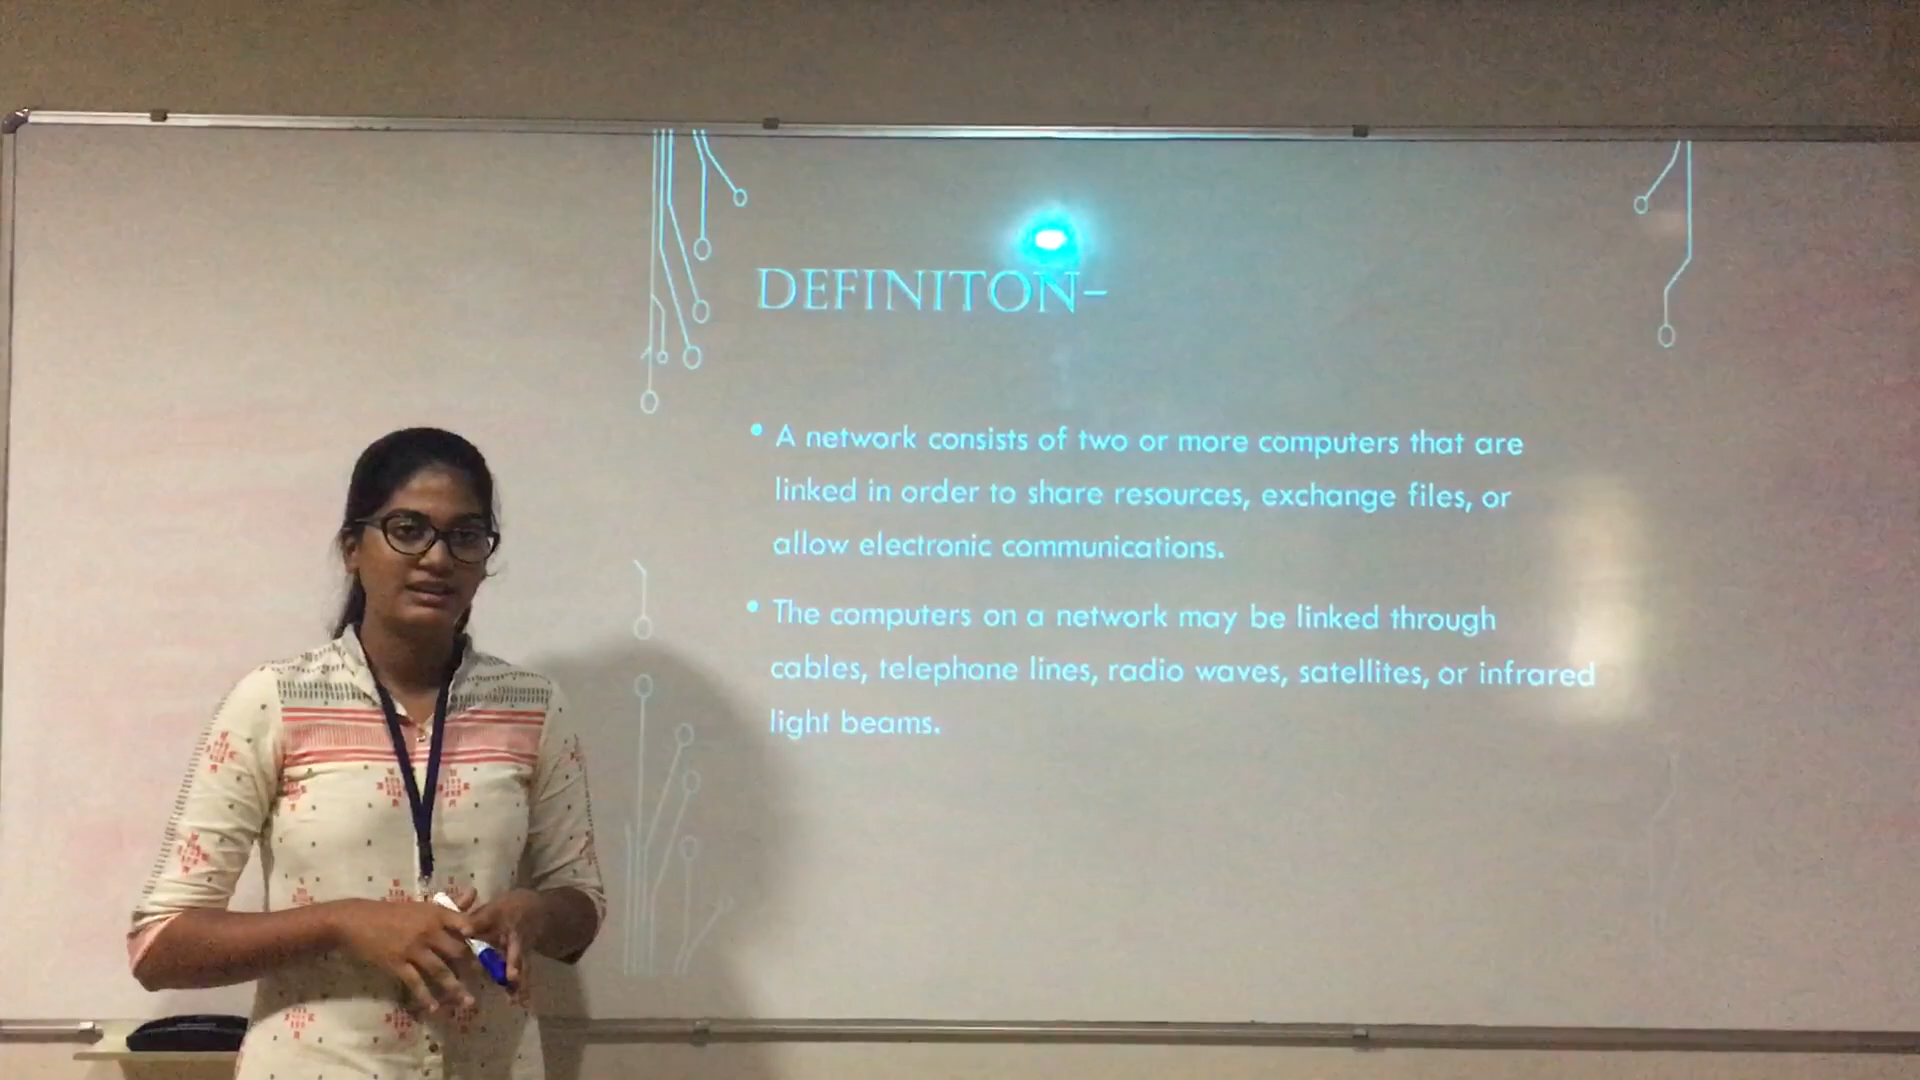 DEFINITON-
• A network consists of two or more computers that are
linked in order to share resources, exchange files, or
allow electronic communications.
• The computers on a network may be linked through
cables, telephone lines, radio waves, satellites, or infrared
light beams.